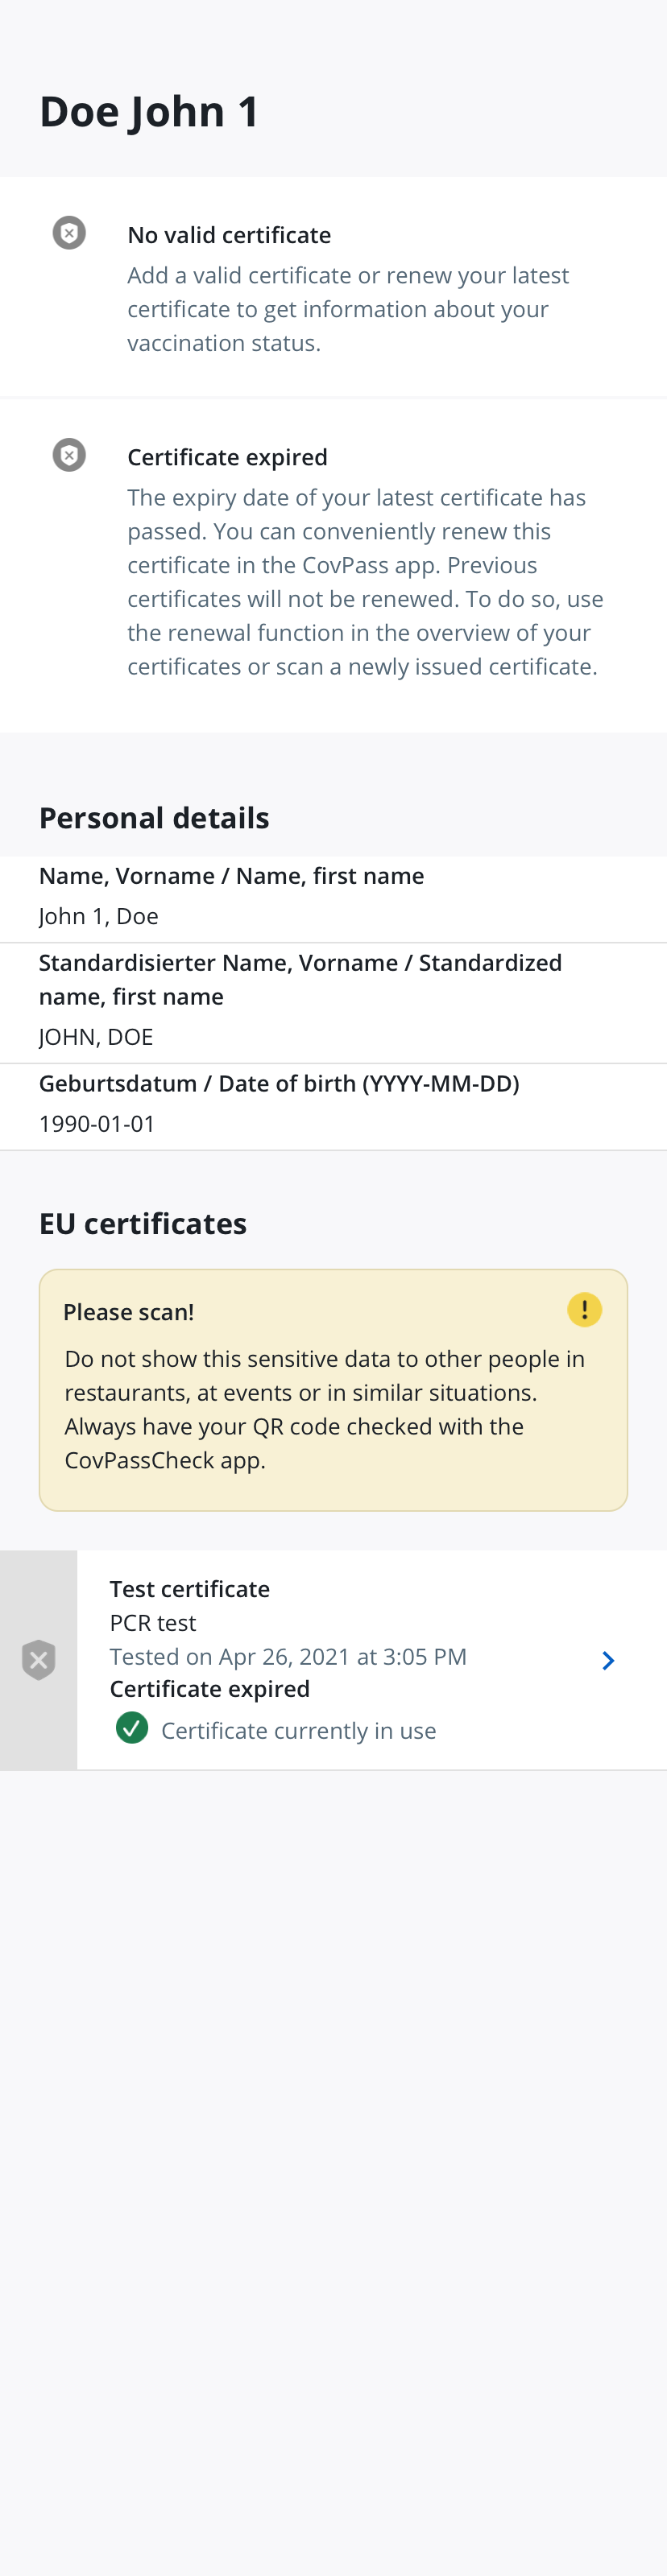 Doe John 1
No valid certificate
Add a valid certificate or renew your latest
certificate to get information about your
vaccination status.
Certificate expired
The expiry date of your latest certificate has
passed. You can conveniently renew this
certificate in the CovPass app. Previous
certificates will not be renewed. To do so, use
the renewal function in the overview of your
certificates or scan a newly issued certificate.
Personal details
Name, Vorname / Name, first name
John 1, Doe
Standardisierter Name, Vorname / Standardized
name, first name
JOHN, DOE
Geburtsdatum / Date of birth (YYYY-MM-DD)
1990-01-01
EU certificates
Please scan!
Do not show this sensitive data to other people in
restaurants, at events or in similar situations.
Always have your QR code checked with the
CovPassCheck app.
Test certificate
PCR test
Tested on Apr 26, 2021 at 3:05 PM
Certificate expired
Certificate currently in use